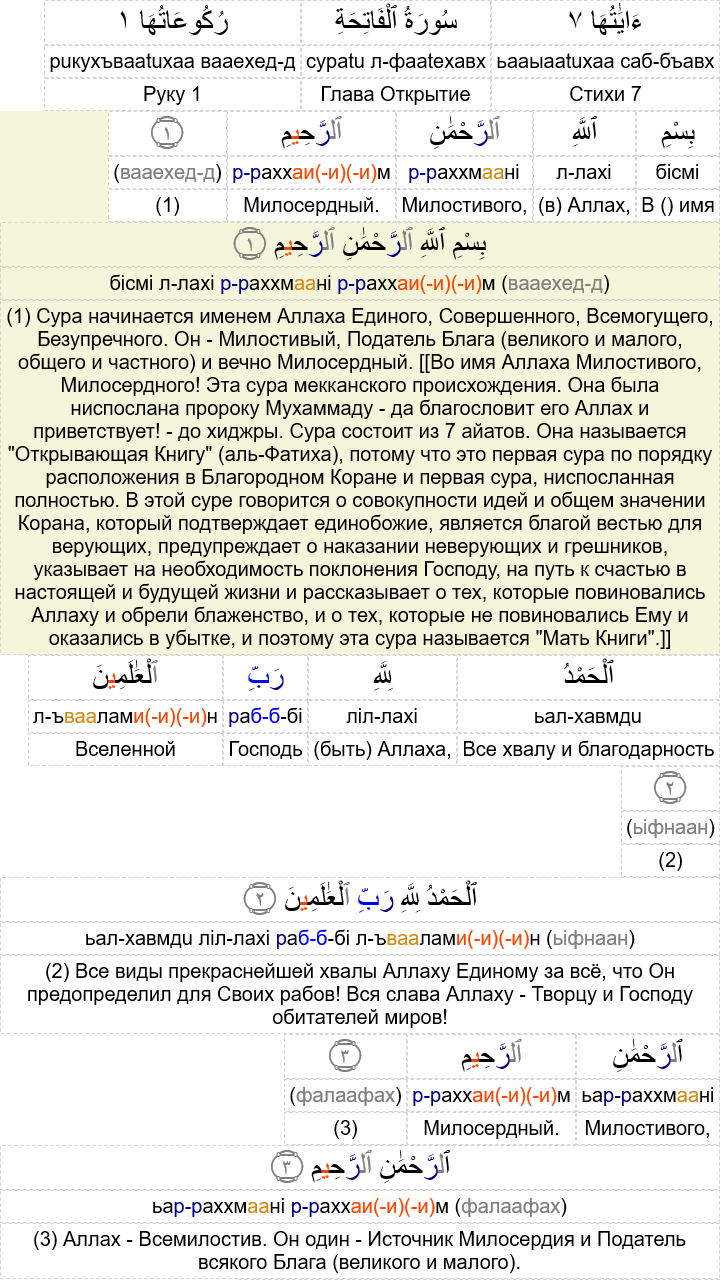 ءَايَٰتُهَا ٧ سُورَةُ ٱلْفَاتِحَةِ رُكُوعَاتُهَا ١
ьааыааtuхаа саб-бъавх суратu л-фааtехавх руkуxъвааtuхаа вааехед-д
Стихи 7 Глава Открытие Руку 1
بِسْمِ ٱللَّهِ ٱلرَّحْمَٰنِ ٱلرَّحِيمِ ١
бісмі л-лахі р-раххмаані р-раххаи(-и)(-и)м (вааехед-д)
В () имя (в) Аллах, Милостивого, Милосердный. (1)
بِسْمِ ٱللَّهِ ٱلرَّحْمَٰنِ ٱلرَّحِيمِ ١
бісмі л-лахі р-раххмаані р-раххаи(-и)(-и)м (вааехед-д)
(1) Сура начинается именем Аллаха Единого, Совершенного, Всемогущего,
Безупречного. Он - Милостивый, Податель Блага (великого и малого,
общего и частного) и вечно Милосердный. [[Во имя Аллаха Милостивого,
Милосердного! Эта сура мекканского происхождения. Она была
ниспослана пророку Мухаммаду - да благословит его Аллах и
приветствует! - до хиджры. Сура состоит из 7 айатов. Она называется
"Открывающая Книгу" (аль-Фатиха), потому что это первая сура по порядку
расположения в Благородном Коране и первая сура, ниспосланная
полностью. В этой суре говорится о совокупности идей и общем значении
Корана, который подтверждает единобожие, является благой вестью для
верующих, предупреждает о наказании неверующих и грешников,
указывает на необходимость поклонения Господу, на путь к счастью в
настоящей и будущей жизни и рассказывает о тех, которые повиновались
Аллаху и обрели блаженство, и о тех, которые не повиновались Ему и
оказались в убытке, и поэтому эта сура называется "Мать Книги".]]
ٱلْحَمْدُ لِلَّهِ رَبِّ ٱلْعَٰلَمِينَ
ьал-хавмдu ліл-лахі раб-б-бі л-ъваалами(-и)(-и)н
Все хвалу и благодарность (быть) Аллаха, Господь Вселенной
٢
(ыіфнаан)
(2)
ٱلْحَمْدُ لِلَّهِ رَبِّ ٱلْعَٰلَمِينَ ٢
ьал-хавмдu ліл-лахі раб-б-бі л-ъваалами(-и)(-и)н (ыіфнаан)
(2) Все виды прекраснейшей хвалы Аллаху Единому за всё, что Он
предопределил для Своих рабов! Вся слава Аллаху - Творцу и Господу
обитателей миров!
ٱلرَّحْمَٰنِ ٱلرَّحِيمِ ٣
ьар-раххмаані р-раххаи(-и)(-и)м (фалаафах)
Милостивого, Милосердный. (3)
ٱلرَّحْمَٰنِ ٱلرَّحِيمِ ٣
ьар-раххмаані р-раххаи(-и)(-и)м (фалаафах)
(3) Аллах - Всемилостив. Он один - Источник Милосердия и Податель
всякого Блага (великого и малого).